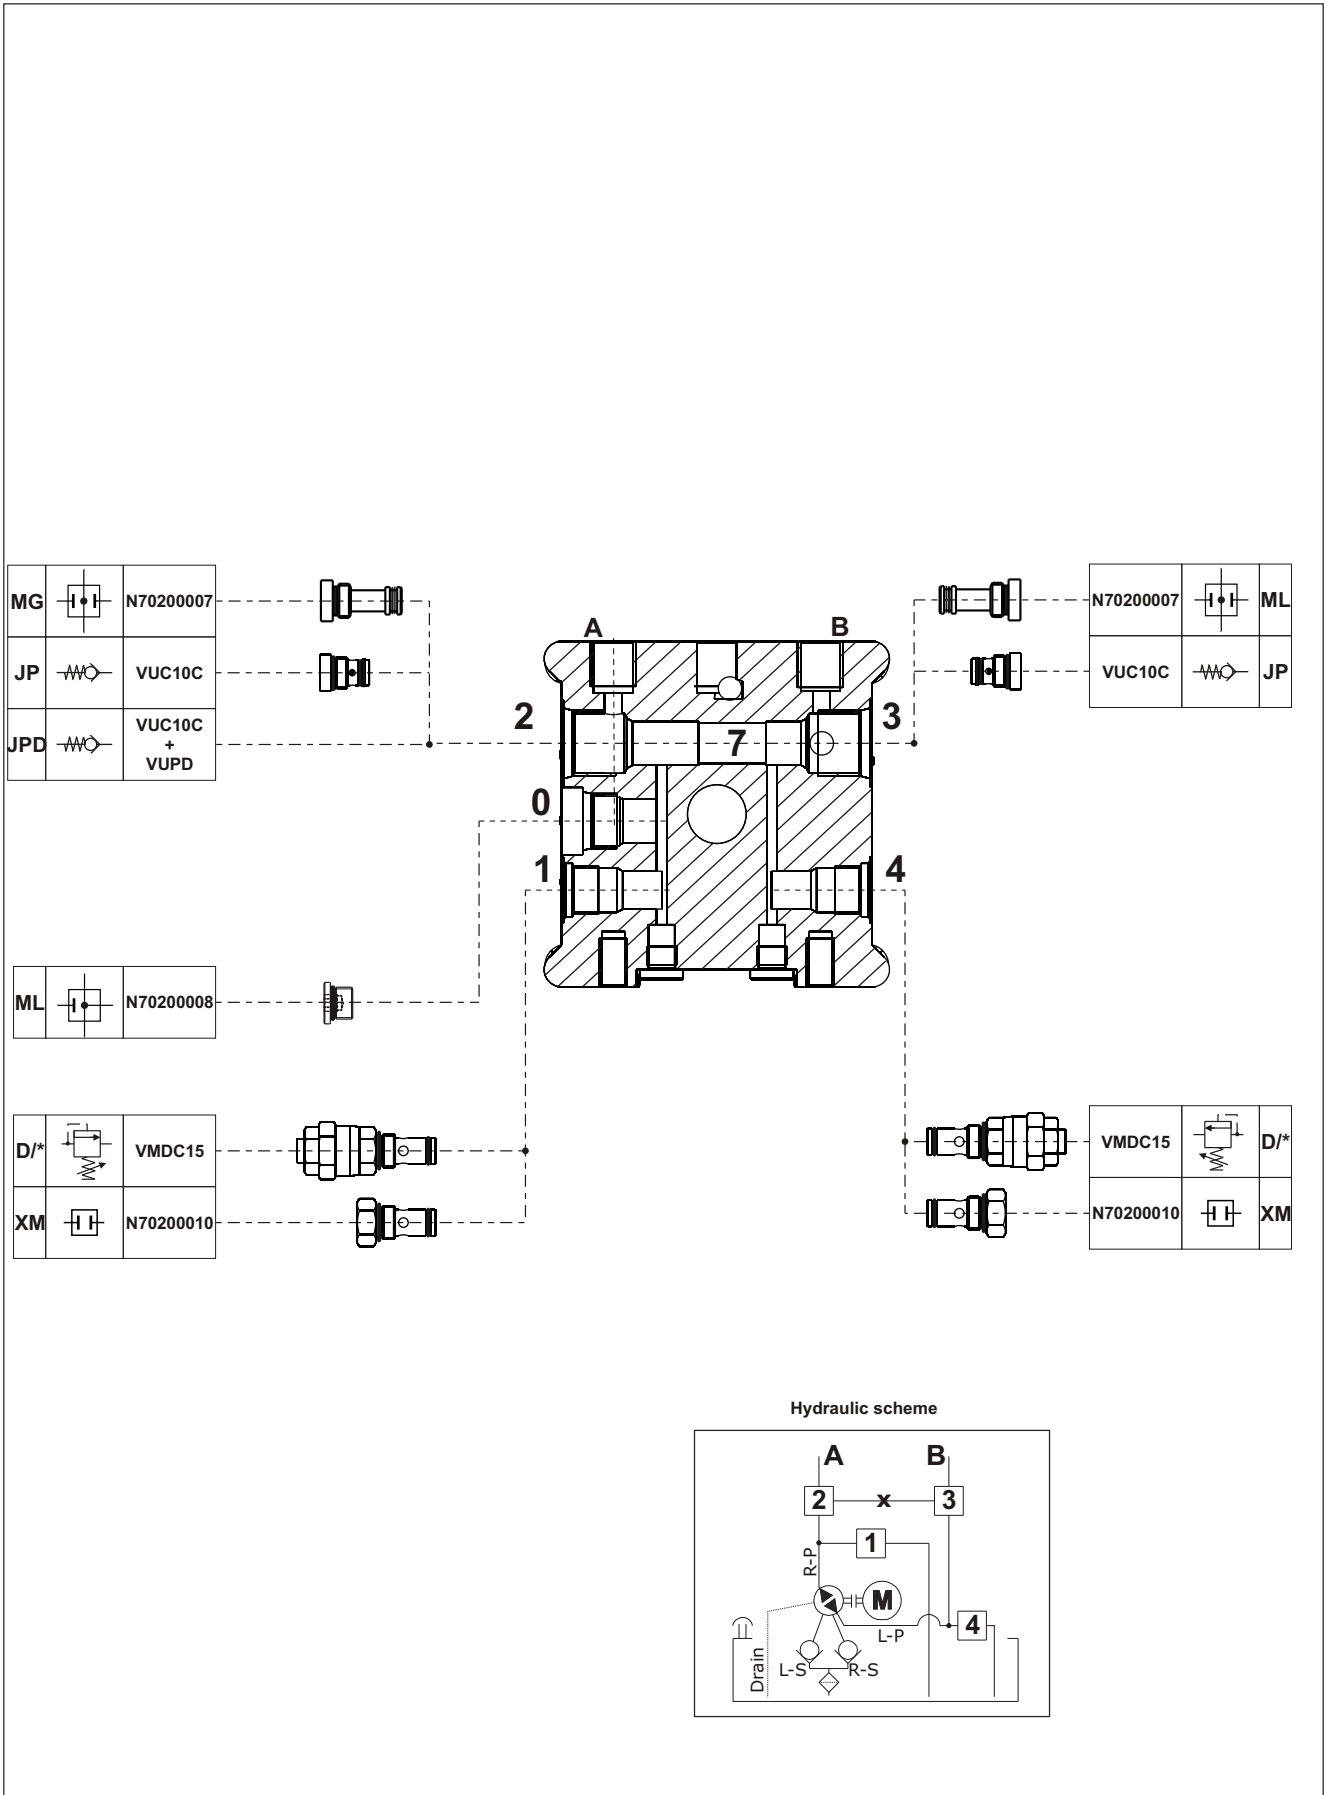 MG N70200007
JP VUC10C
JPD VUC10C
+
VUPD
N70200007 ML
VUC10C JP
A B
2 7 3
0
1 4
ML N70200008
D/* VMDC15
XM N70200010
VMDC15 D/*
N70200010 XM
Hydraulic scheme
A B
2 x 3
1
R-P
M
4
L-P
Drain
L-S R-S